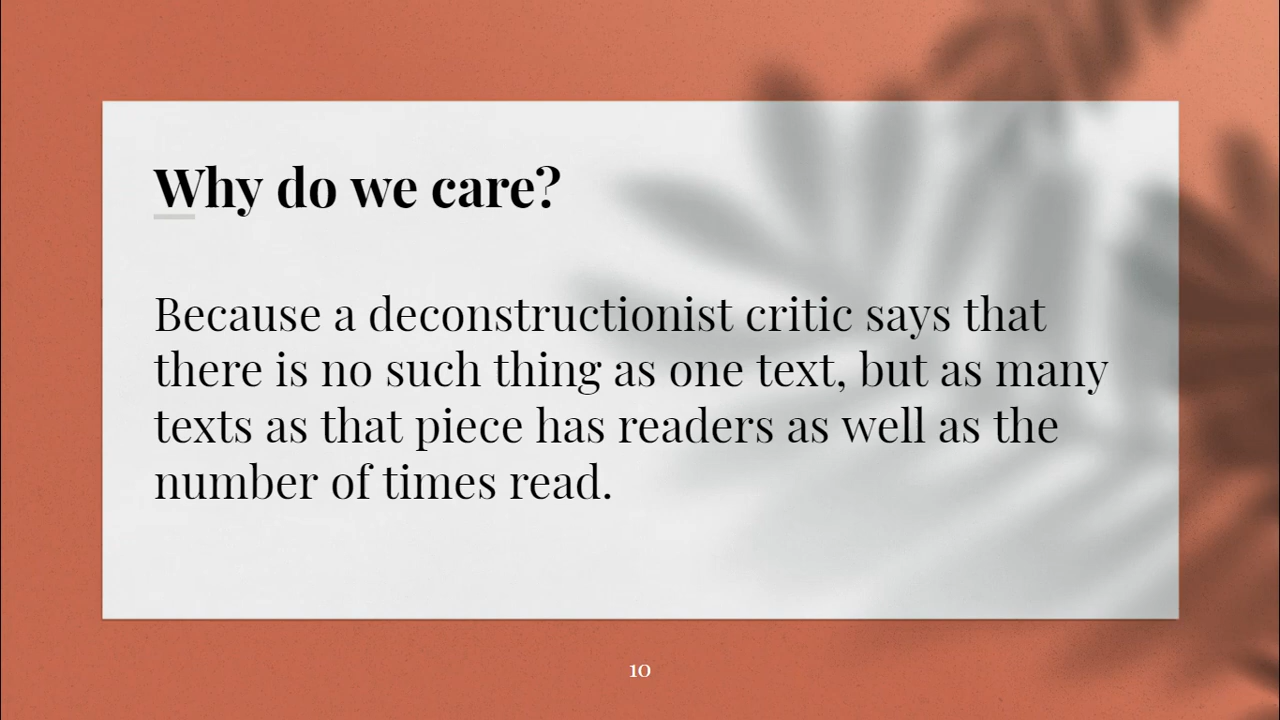 Why do we care?
Because a deconstructionist critic says that
there is no such thing as one text, but as many
texts as that piece has readers as well as the
number of times read.
10